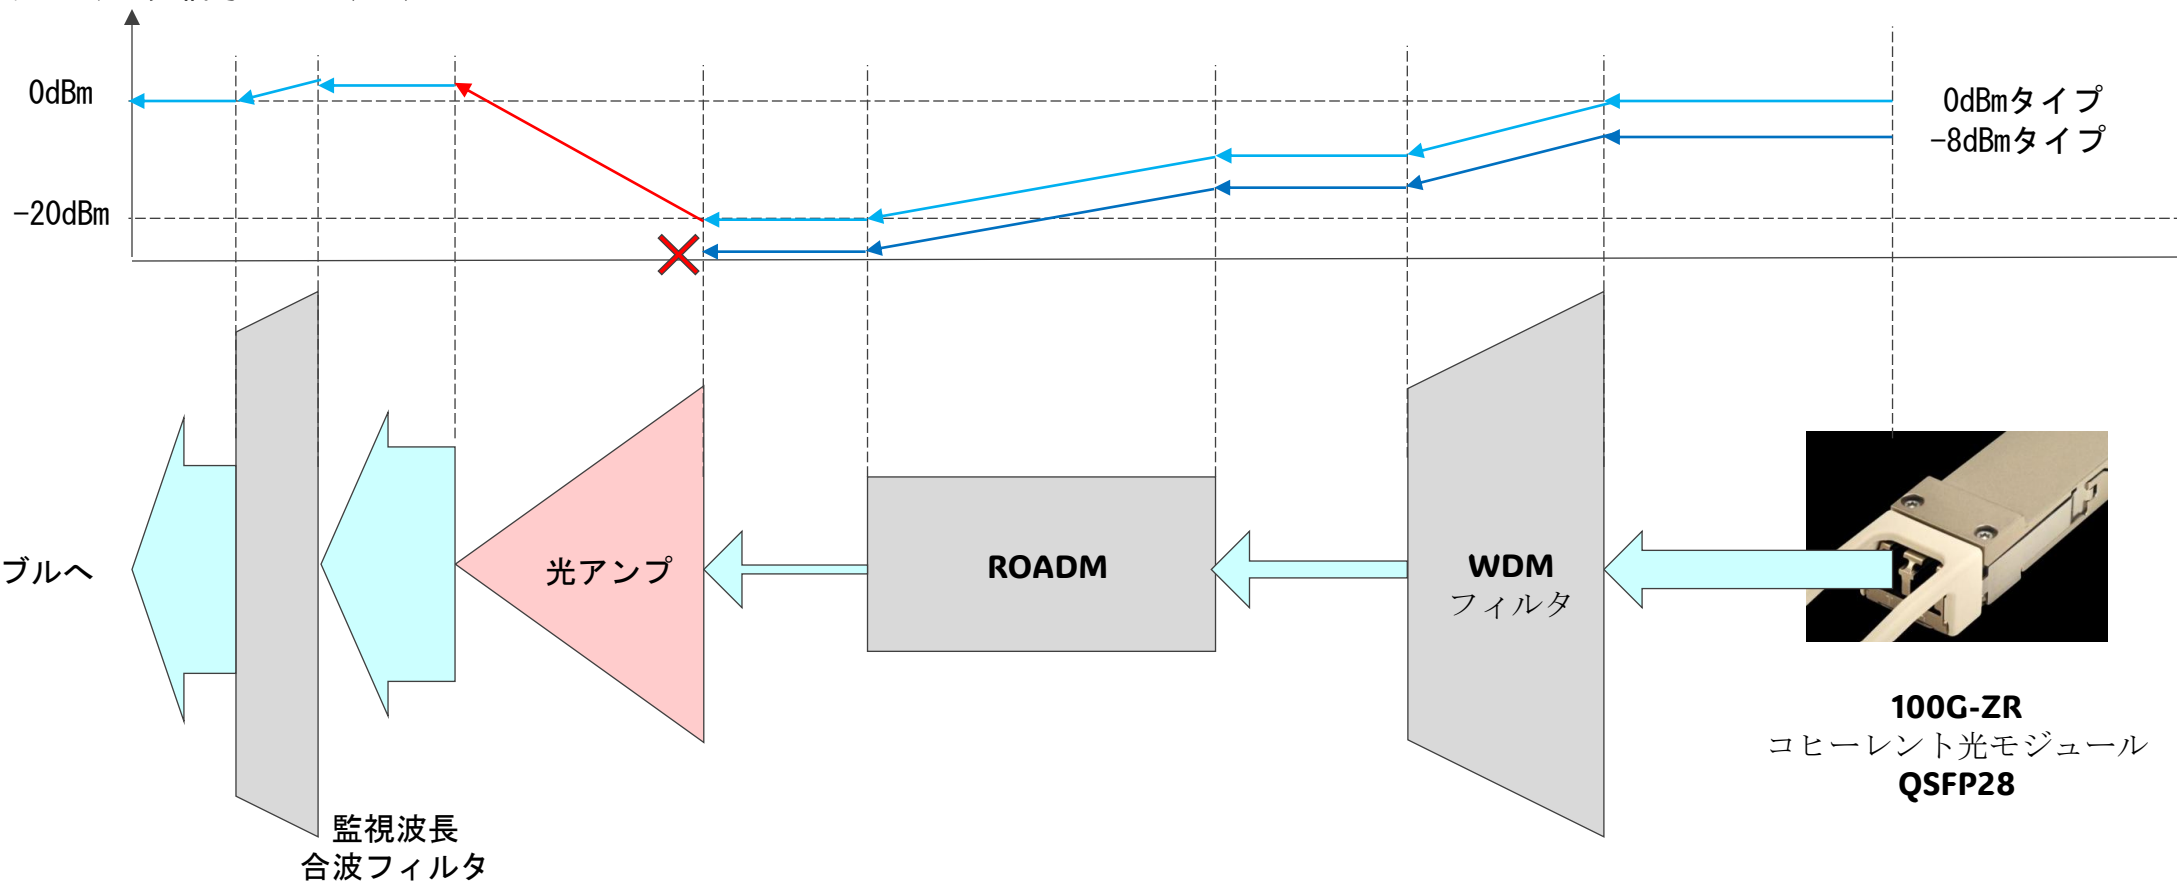 0dBm
0dBmタイプ
-8dBmタイプ
-20dBm
ブルへ
光アンプ
ROADM
WDM
フィルタ
100G-ZR
コヒーレント光モジュール
QSFP28
監視波長
合波フィルタ